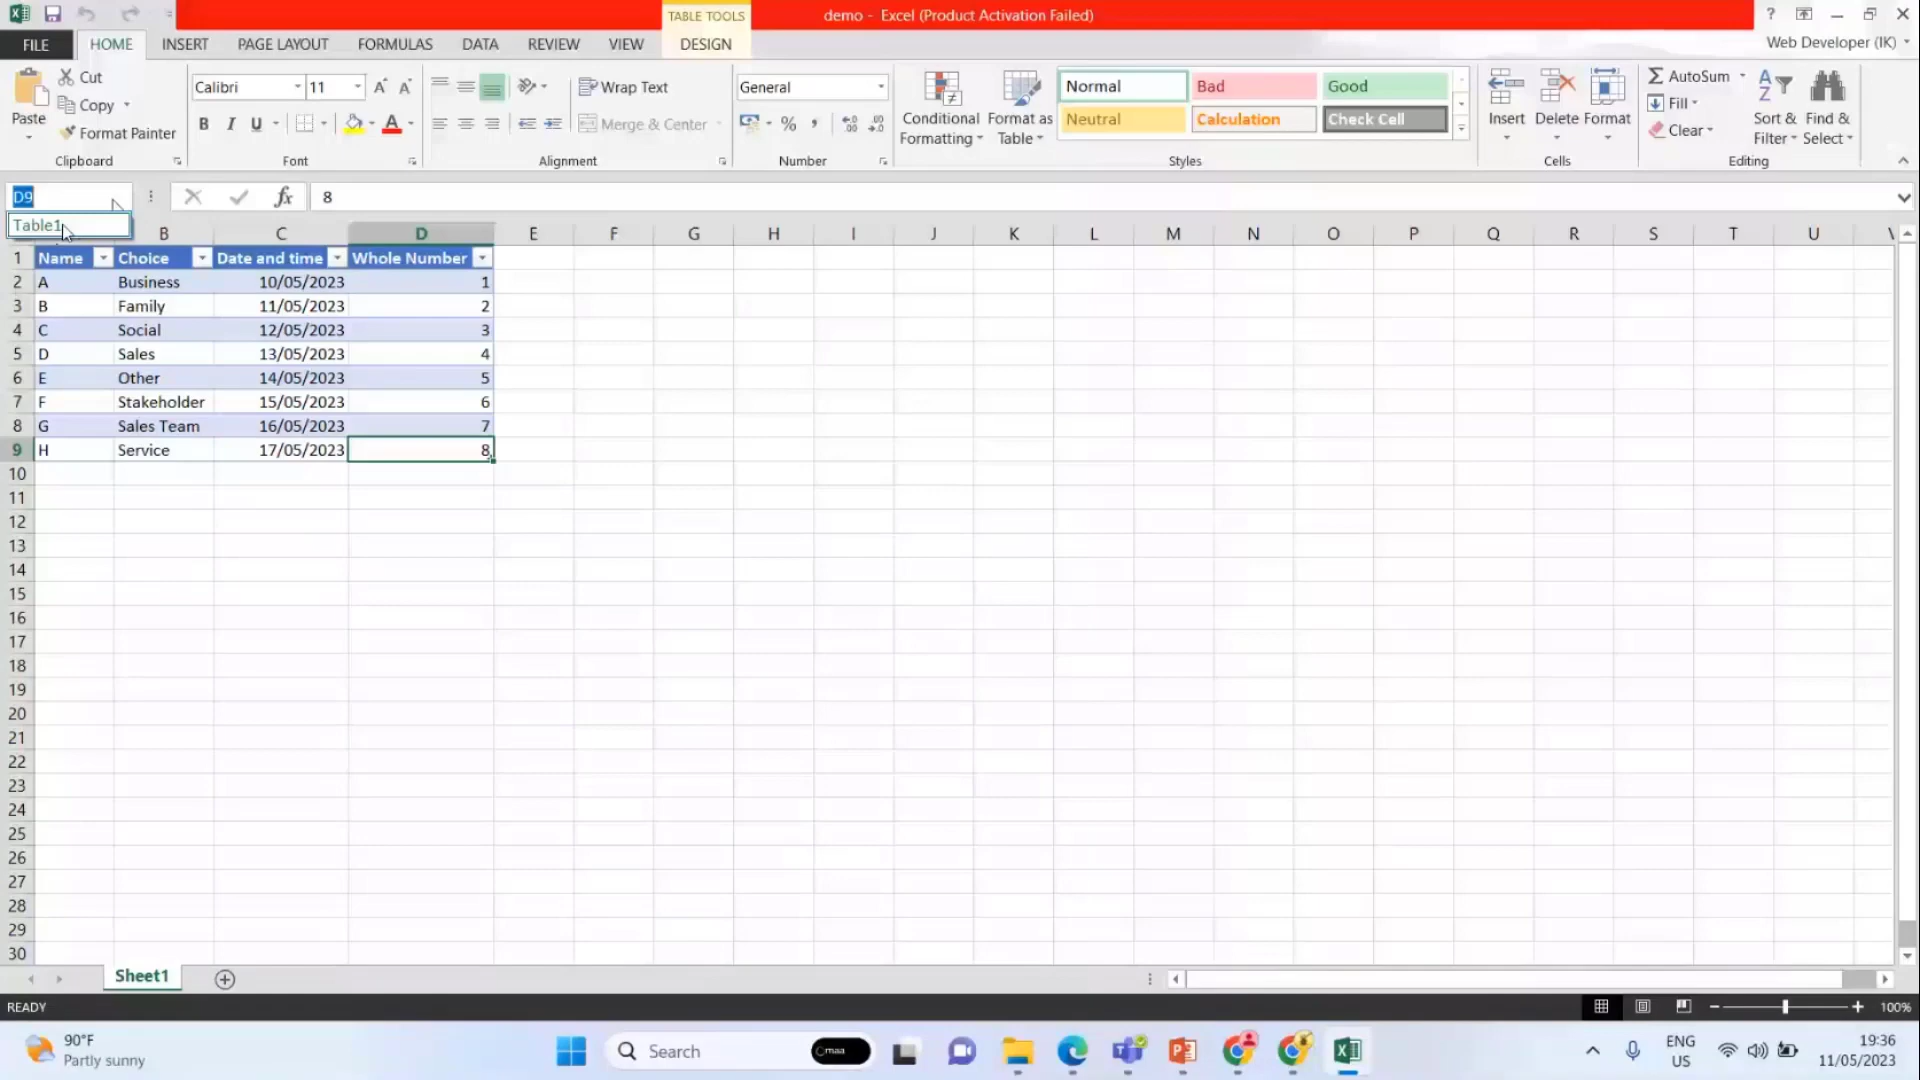 TABLE TOOLS
demo - Excel (Product Activation Failed)
?
FILE HOME INSERT PAGE LAYOUT FORMULAS DATA REVIEW VIEW DESIGN
Web Developer (IK)
Paste
Cut
Copy
Format Painter
Clipboard
Calibri 11
B I U A
Font
Wrap Text
Merge & Center
Alignment
General
%
Number
Conditional Formatting
Format as Table
Normal Bad Good
Neutral Calculation Check Cell
Styles
Insert Delete Format
Cells
AutoSum
Fill
Clear
Sort & Filter
Find & Select
Editing
D9
fx 8
Table1
B C D E F G H I J K L M N O P Q R S T U
1 Name Choice Date and time Whole Number
2 A Business 10/05/2023 1
3 B Family 11/05/2023 2
4 C Social 12/05/2023 3
5 D Sales 13/05/2023 4
6 E Other 14/05/2023 5
7 F Stakeholder 15/05/2023 6
8 G Sales Team 16/05/2023 7
9 H Service 17/05/2023 8
10
11
12
13
14
15
16
17
18
19
20
21
22
23
24
25
26
27
28
29
30
Sheet1
READY
100%
90°F
Partly sunny
Search
maa
ENG
US
19:36
11/05/2023